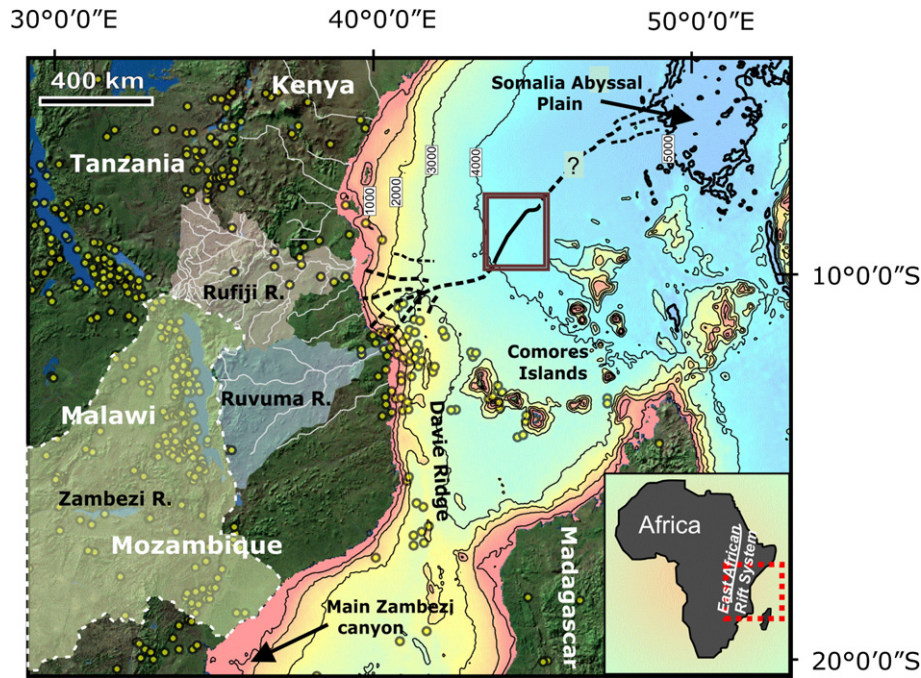 30°0'0"E
40°0'0"E
50°0'0"E
400 km
Kenya
Somalia Abyssal
Plain
Tanzania
1000
2000
3000
4000
5000
?
10°0'0"S
Rufiji R.
Comores
Islands
Malawi
Ruvuma R.
Davie Ridge
Zambezi R.
Mozambique
Madagascar
Main Zambezi
canyon
Africa
East African
Rift System
20°0'0"S